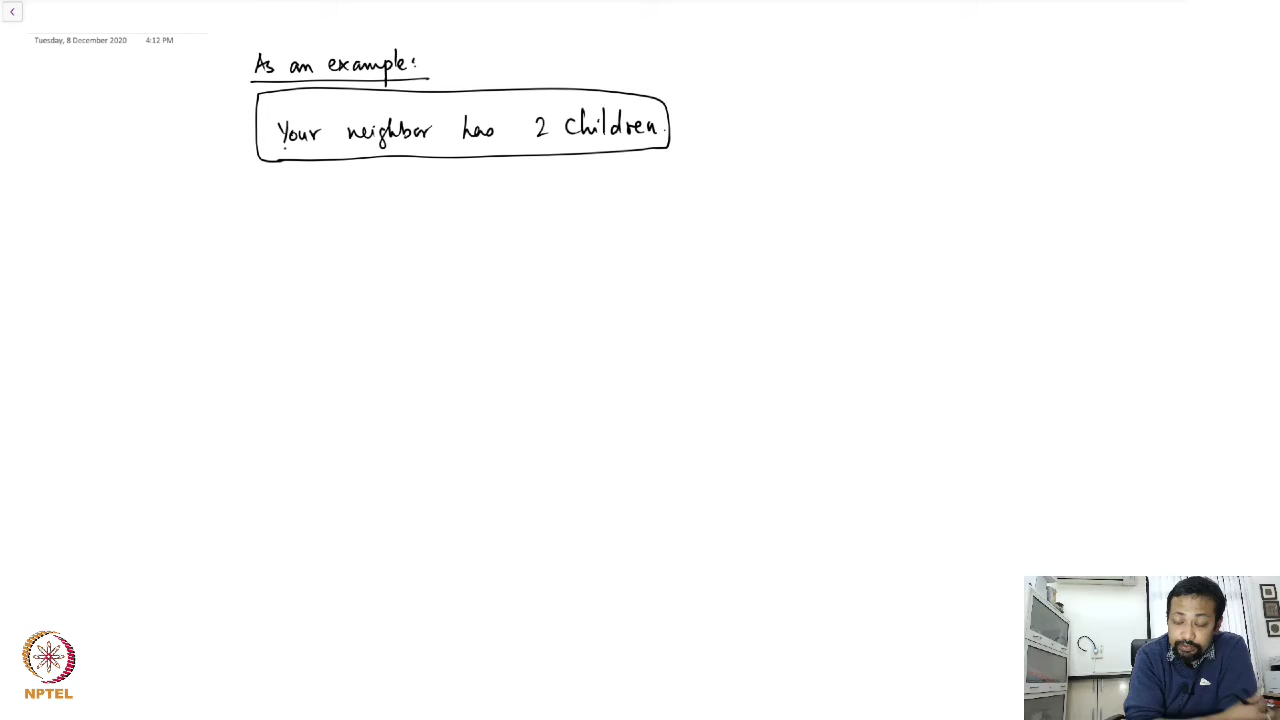 Tuesday, 8 December 2020 4:12 PM
As an example:
Your neighbor has 2 children.
NPTEL